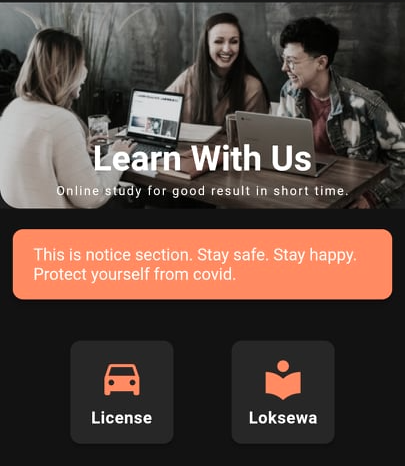 Learn With Us
Online study for good result in short time.
This is notice section. Stay safe. Stay happy.
Protect yourself from covid.
License
Loksewa